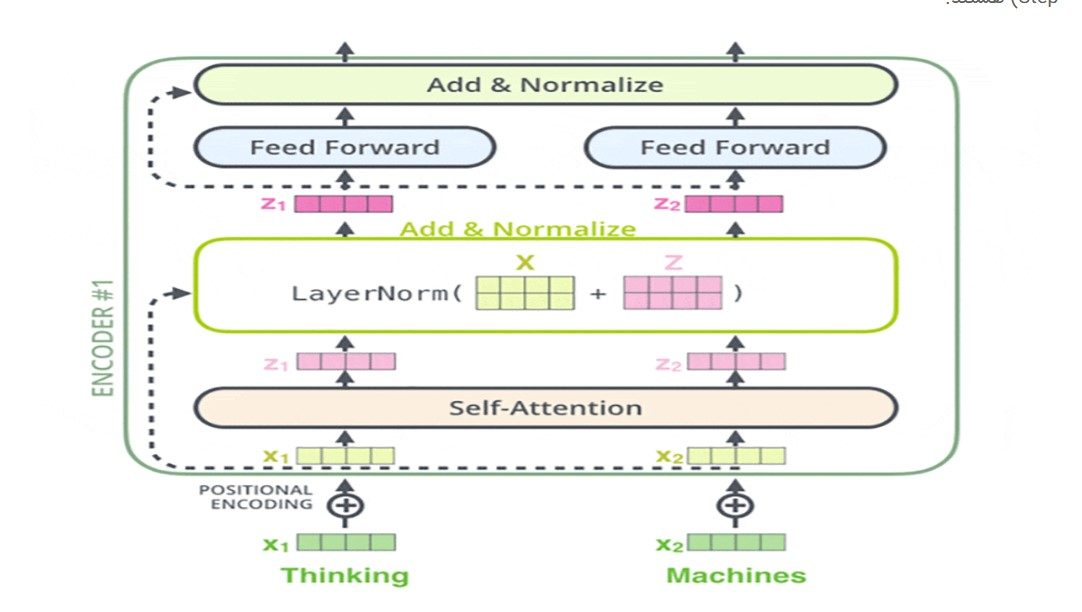 Add & Normalize
Feed Forward Feed Forward
z1 z2
Add & Normalize
X Z
LayerNorm( + )
ENCODER #1
z1 z2
Self-Attention
x1 x2
POSITIONAL
ENCODING
x1 x2
Thinking Machines